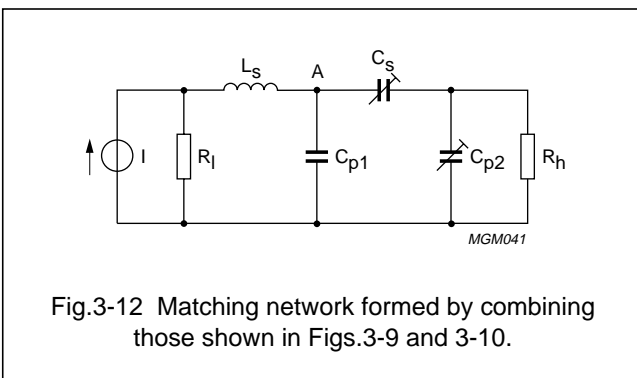 Ls
A
Cs
I
Rl
Cp1
Cp2
Rh
MGM041
Fig.3-12 Matching network formed by combining
those shown in Figs.3-9 and 3-10.